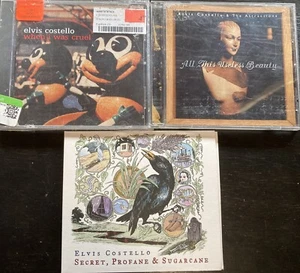 elvis costello
when i was cruel
Elvis Costello & The Attractions
All This Useless Beauty
Elvis Costello
Secret, Profane & Sugarcane